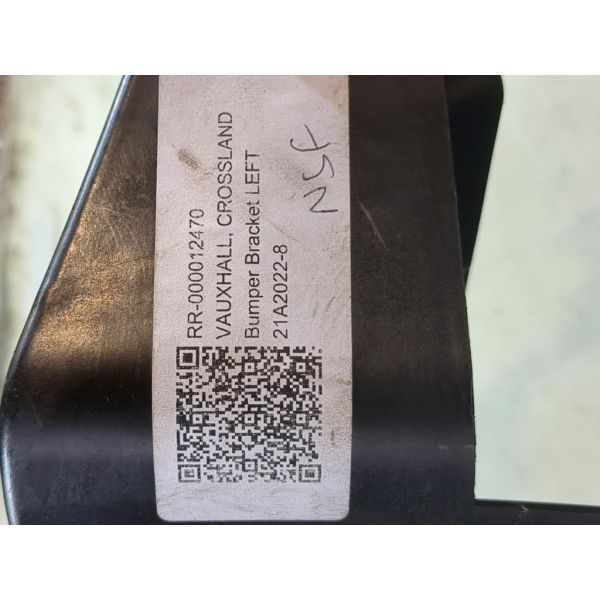 RR-000012470
VAUXHALL, CROSSLAND
Bumper Bracket LEFT
21A2022-8
NSF